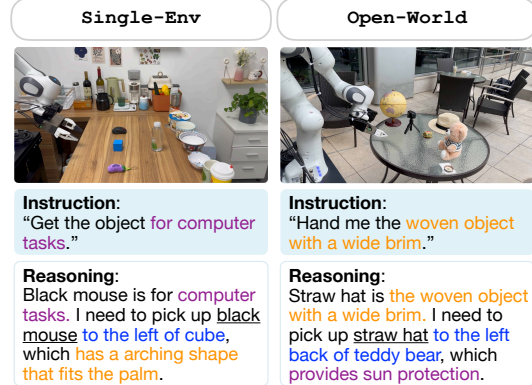 Single-Env
Open-World
Instruction:
“Get the object for computer
tasks.”
Instruction:
“Hand me the woven object
with a wide brim.”
Reasoning:
Black mouse is for computer
tasks. I need to pick up black
mouse to the left of cube,
which has a arching shape
that fits the palm.
Reasoning:
Straw hat is the woven object
with a wide brim. I need to
pick up straw hat to the left
back of teddy bear, which
provides sun protection.